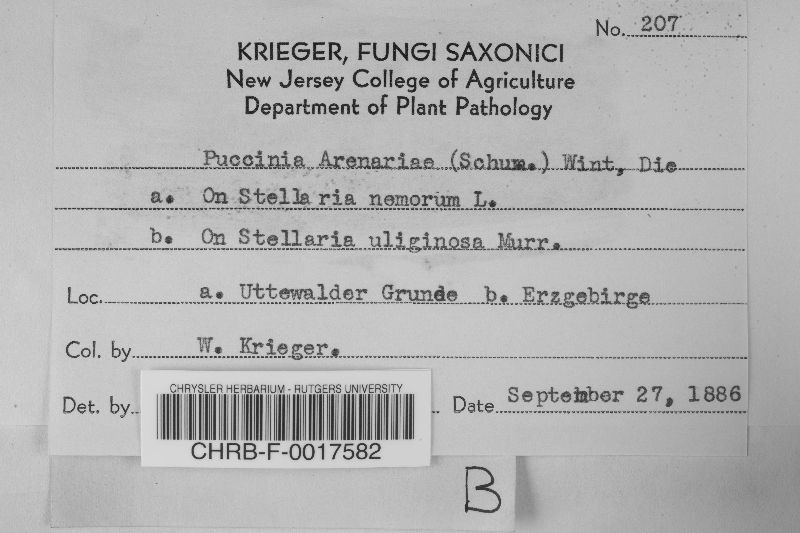 No. 207
KRIEGER, FUNGI SAXONICI
New Jersey College of Agriculture
Department of Plant Pathology
Puccinia Arenariae (Schum.) Wint, Die
a. On Stellaria nemorum L.
b. On Stellaria uliginosa Murr.
Loc. a. Uttewalder Grunde b. Erzgebirge
Col. by W. Krieger.
Det. by Date September 27, 1886
CHRYSLER HERBARIUM - RUTGERS UNIVERSITY
CHRB-F-0017582
B